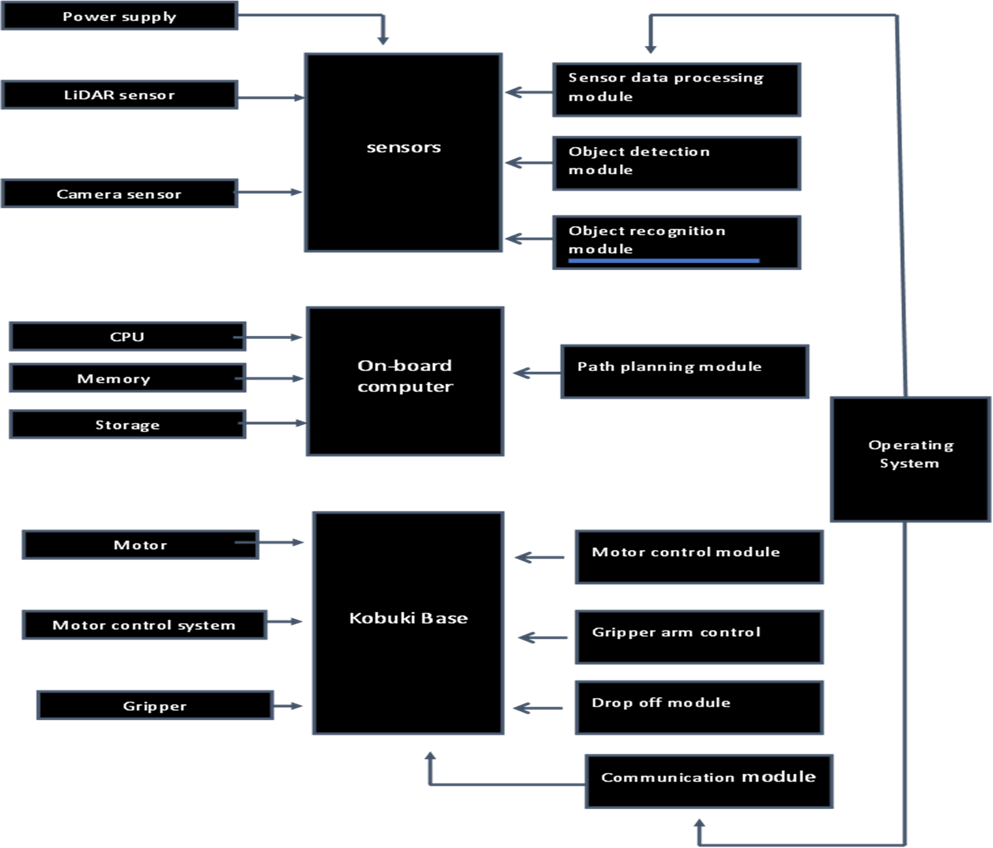 Power supply
LiDAR sensor
Camera sensor
sensors
Sensor data processing
module
Object detection
module
Object recognition
module
CPU
Memory
Storage
On-board
computer
Path planning module
Operating
System
Motor
Motor control system
Gripper
Kobuki Base
Motor control module
Gripper arm control
Drop off module
Communication module